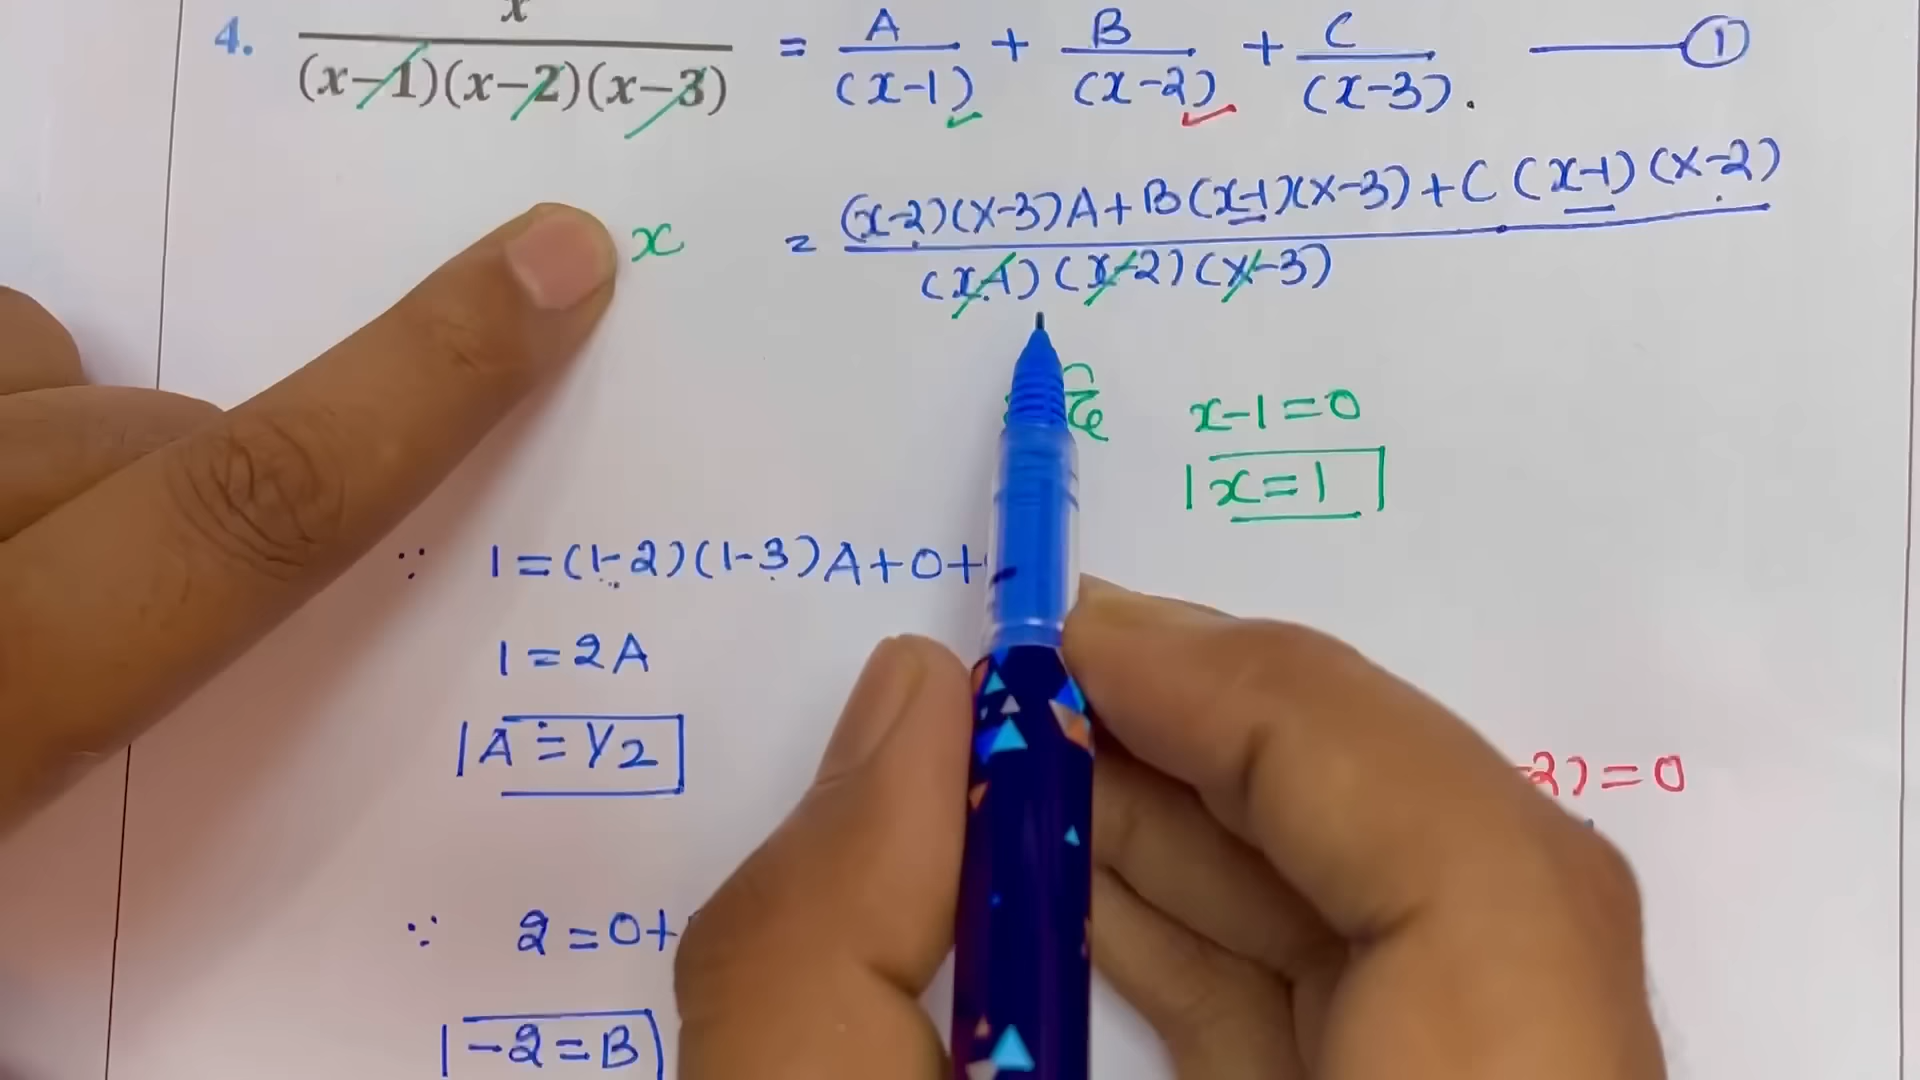 4. x / (x-1)(x-2)(x-3) = A/(x-1) + B/(x-2) + C/(x-3). ——— ①
x = (x-2)(x-3)A+B(x-1)(x-3)+C(x-1)(x-2) / (x-1)(x-2)(x-3)
x-1=0
x=1
∵ 1=(1-2)(1-3)A+0+
1=2A
A=1/2
-2)=0
∵ 2=0+
-2=B